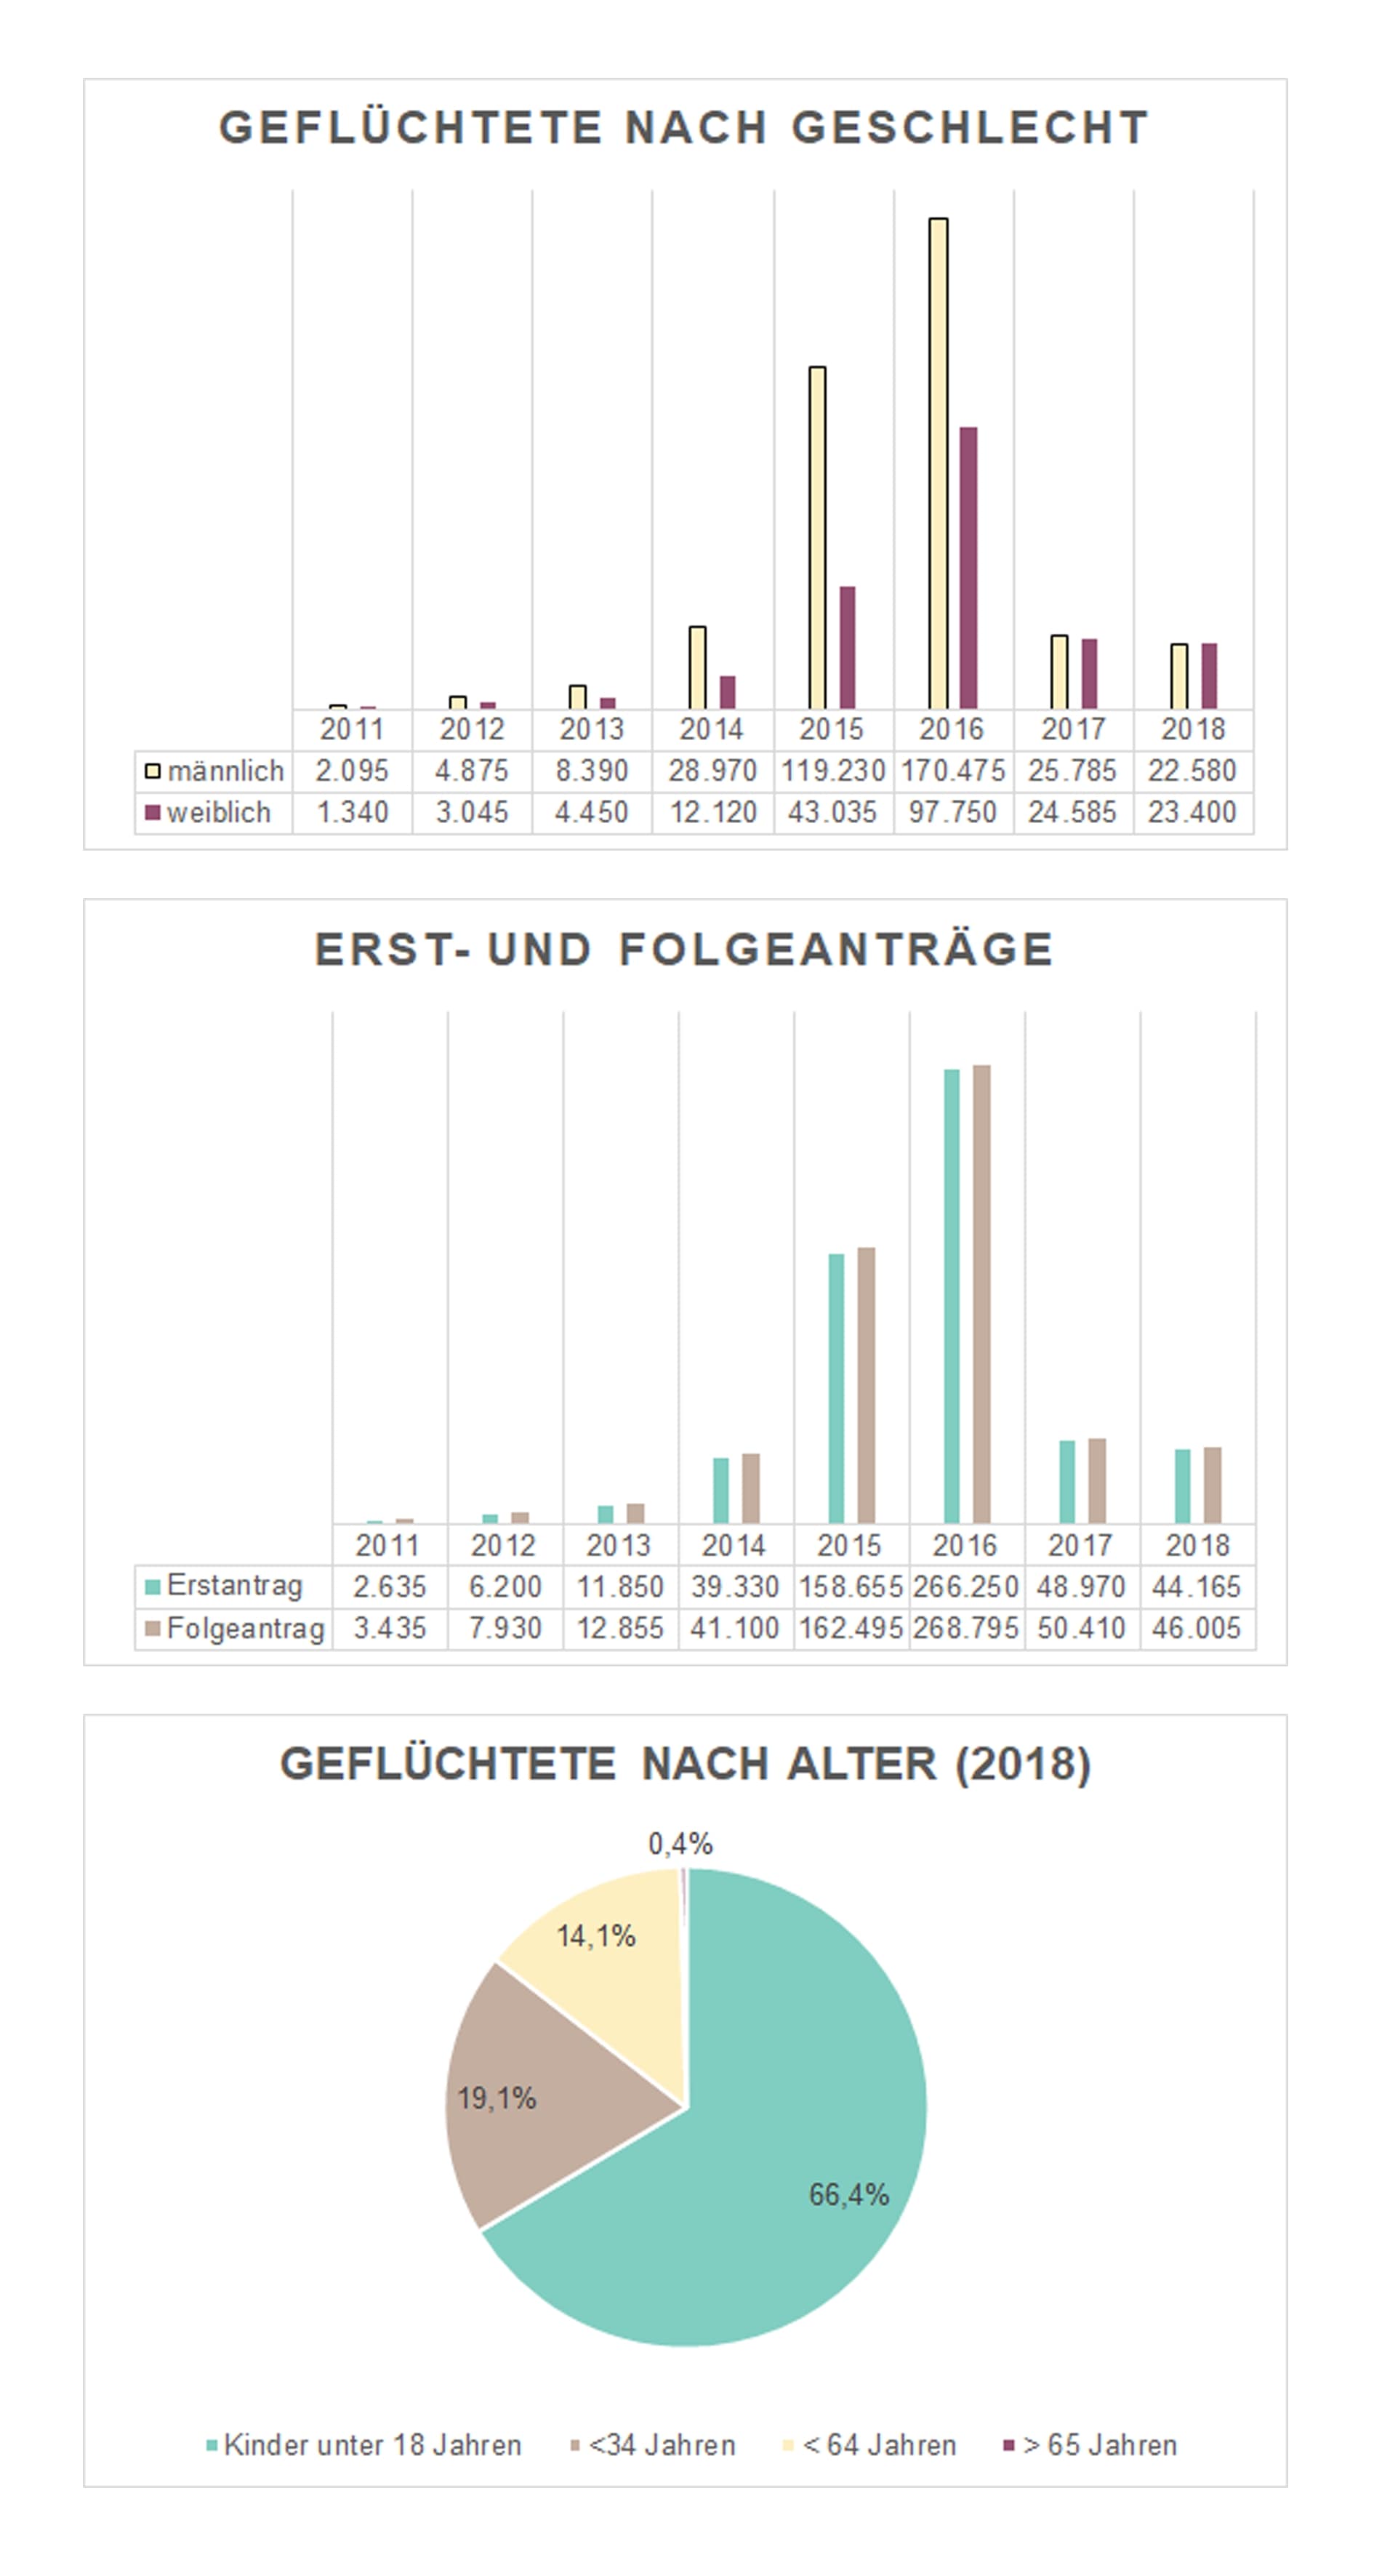 GEFLÜCHTETE NACH GESCHLECHT
2011 2012 2013 2014 2015 2016 2017 2018
männlich 2.095 4.875 8.390 28.970 119.230 170.475 25.785 22.580
weiblich 1.340 3.045 4.450 12.120 43.035 97.750 24.585 23.400
ERST- UND FOLGEANTRÄGE
2011 2012 2013 2014 2015 2016 2017 2018
Erstantrag 2.635 6.200 11.850 39.330 158.655 266.250 48.970 44.165
Folgeantrag 3.435 7.930 12.855 41.100 162.495 268.795 50.410 46.005
GEFLÜCHTETE NACH ALTER (2018)
0,4%
14,1%
19,1%
66,4%
Kinder unter 18 Jahren <34 Jahren < 64 Jahren > 65 Jahren